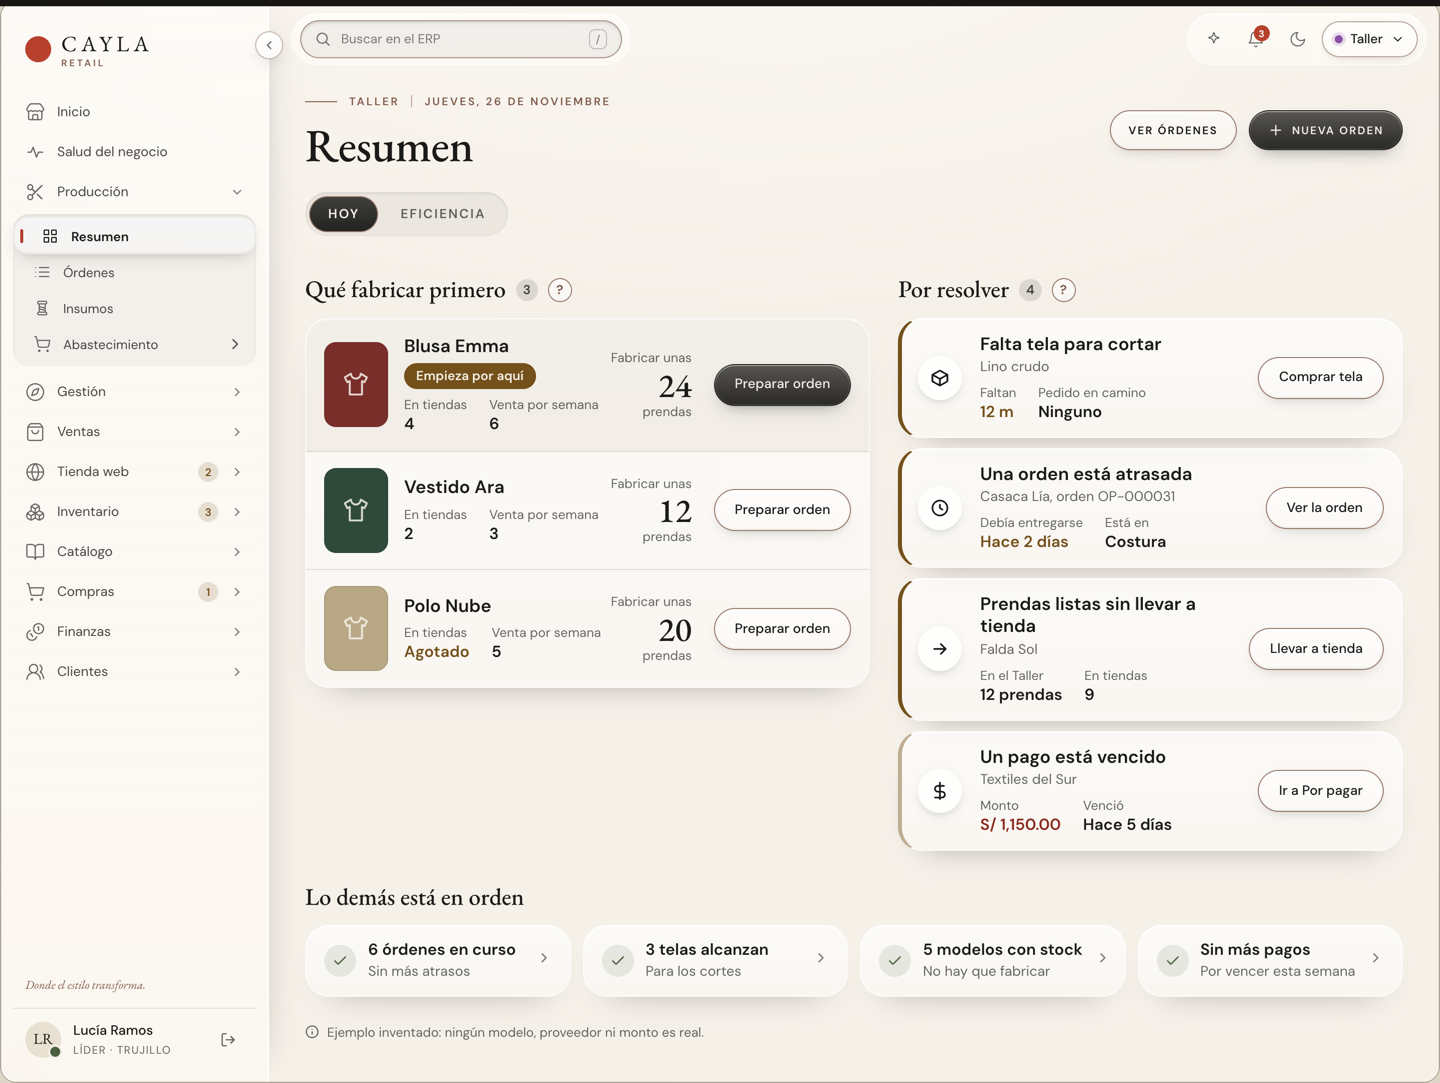 CAYLA
RETAIL
Inicio
Salud del negocio
Producción
Resumen
Órdenes
Insumos
Abastecimiento
Gestión
Ventas
Tienda web 2
Inventario 3
Catálogo
Compras 1
Finanzas
Clientes
Donde el estilo transforma.
LR
Lucía Ramos
LÍDER · TRUJILLO
Buscar en el ERP /
3
Taller
TALLER | JUEVES, 26 DE NOVIEMBRE
Resumen
VER ÓRDENES
+ NUEVA ORDEN
HOY
EFICIENCIA
Qué fabricar primero 3 ?
Blusa Emma
Empieza por aquí
En tiendas
4
Venta por semana
6
Fabricar unas
24
prendas
Preparar orden
Vestido Ara
En tiendas
2
Venta por semana
3
Fabricar unas
12
prendas
Preparar orden
Polo Nube
En tiendas
Agotado
Venta por semana
5
Fabricar unas
20
prendas
Preparar orden
Por resolver 4 ?
Falta tela para cortar
Lino crudo
Faltan
12 m
Pedido en camino
Ninguno
Comprar tela
Una orden está atrasada
Casaca Lía, orden OP-000031
Debía entregarse
Hace 2 días
Está en
Costura
Ver la orden
Prendas listas sin llevar a
tienda
Falda Sol
En el Taller
12 prendas
En tiendas
9
Llevar a tienda
$
Un pago está vencido
Textiles del Sur
Monto
S/ 1,150.00
Venció
Hace 5 días
Ir a Por pagar
Lo demás está en orden
6 órdenes en curso
Sin más atrasos
3 telas alcanzan
Para los cortes
5 modelos con stock
No hay que fabricar
Sin más pagos
Por vencer esta semana
Ejemplo inventado: ningún modelo, proveedor ni monto es real.